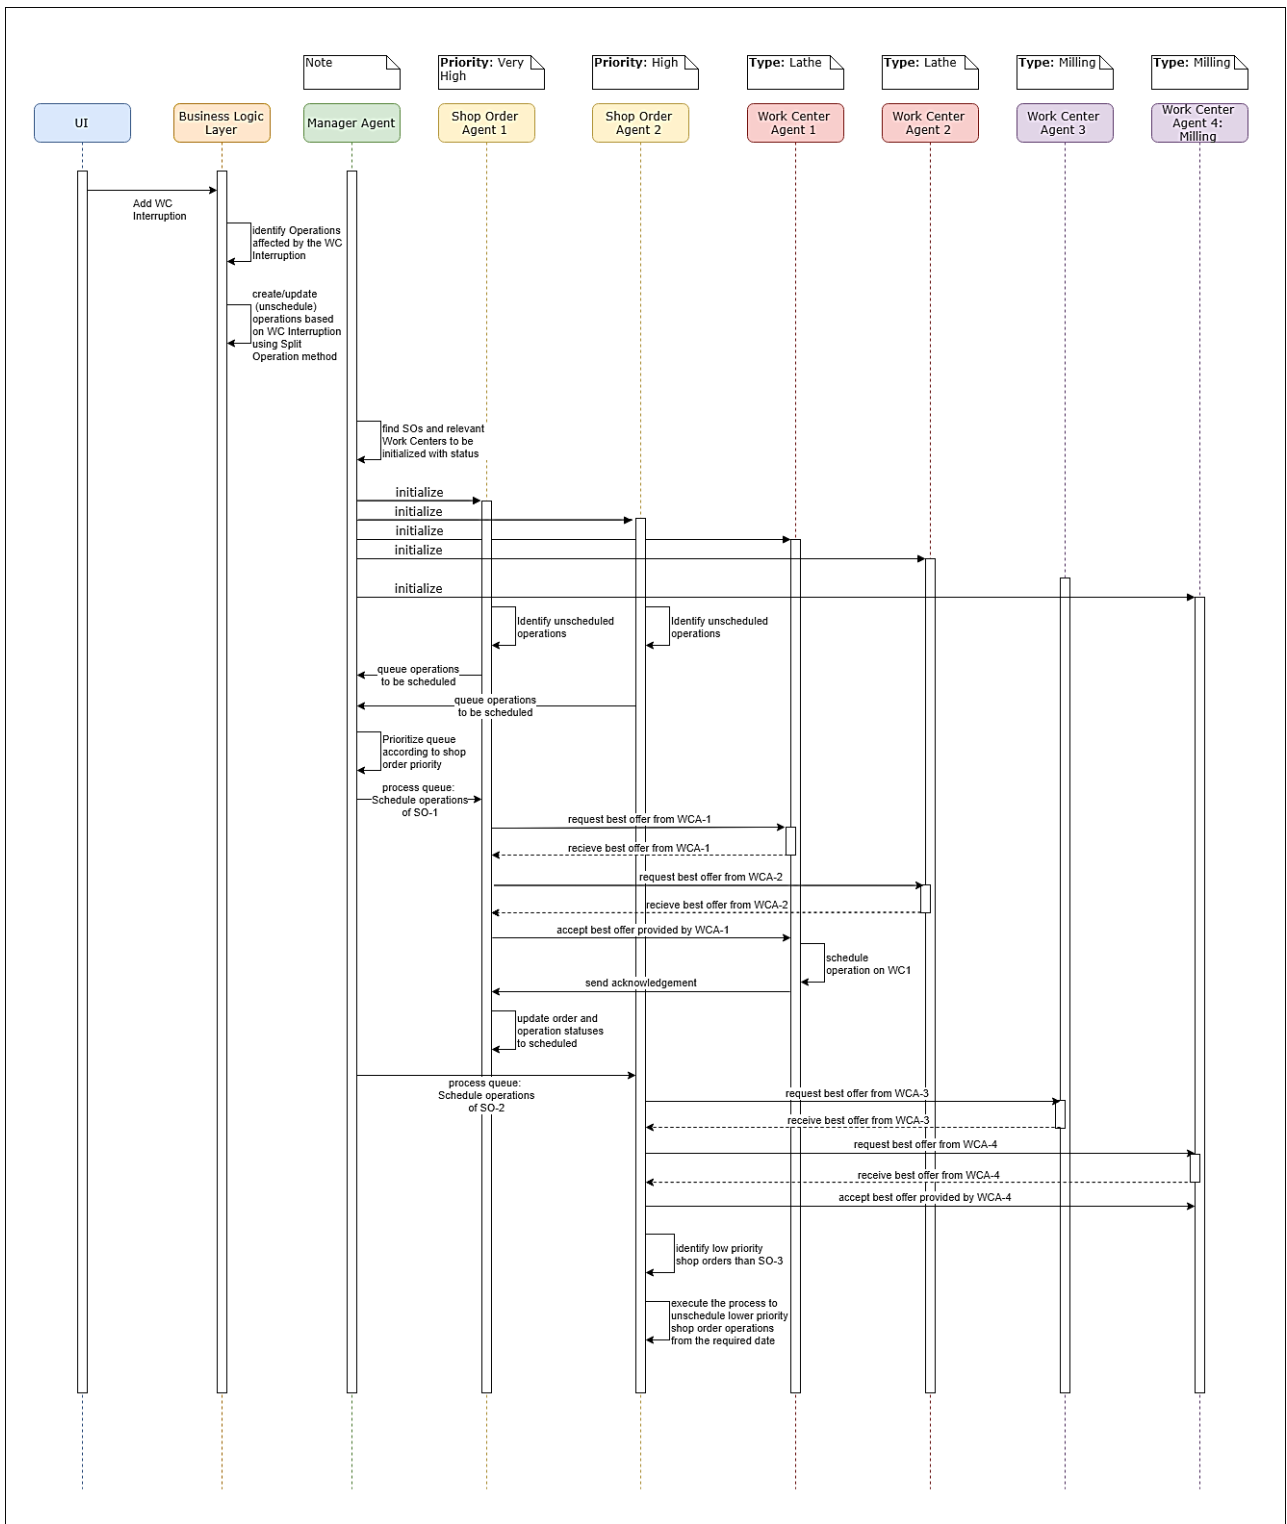 Note
Priority: Very
High
Priority: High
Type: Lathe
Type: Lathe
Type: Milling
Type: Milling
UI
Business Logic
Layer
Manager Agent
Shop Order
Agent 1
Shop Order
Agent 2
Work Center
Agent 1
Work Center
Agent 2
Work Center
Agent 3
Work Center
Agent 4:
Milling
Add WC
Interruption
identify Operations
affected by the WC
Interruption
create/update
(unschedule)
operations based
on WC Interruption
using Split
Operation method
find SOs and relevant
Work Centers to be
initialized with status
initialize
initialize
initialize
initialize
initialize
Identify unscheduled
operations
Identify unscheduled
operations
queue operations
to be scheduled
queue operations
to be scheduled
Prioritize queue
according to shop
order priority
process queue:
Schedule operations
of SO-1
request best offer from WCA-1
recieve best offer from WCA-1
request best offer from WCA-2
recieve best offer from WCA-2
accept best offer provided by WCA-1
schedule
operation on WC1
send acknowledgement
update order and
operation statuses
to scheduled
process queue:
Schedule operations
of SO-2
request best offer from WCA-3
receive best offer from WCA-3
request best offer from WCA-4
receive best offer from WCA-4
accept best offer provided by WCA-4
identify low priority
shop orders than SO-3
execute the process to
unschedule lower priority
shop order operations
from the required date